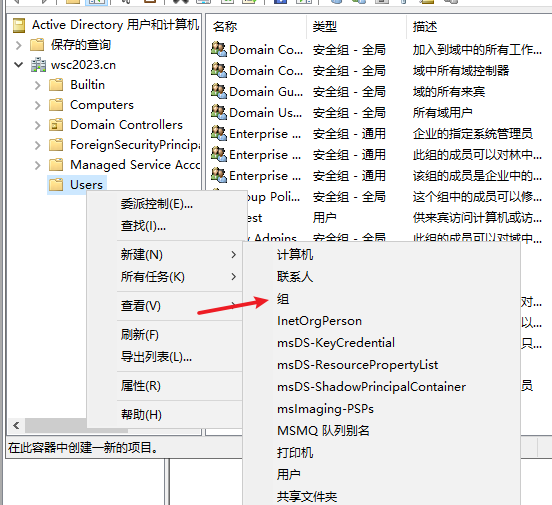 Active Directory 用户和计算机
保存的查询
wsc2023.cn
Builtin
Computers
Domain Controllers
ForeignSecurityPrincipa
Managed Service Acco
Users
名称 类型 描述
Domain Co... 安全组 - 全局 加入到域中的所有工作...
Domain Co... 安全组 - 全局 域中所有域控制器
Domain Gu... 安全组 - 全局 域的所有来宾
Domain Us... 安全组 - 全局 所有域用户
Enterprise ... 安全组 - 通用 企业的指定系统管理员
Enterprise ... 安全组 - 通用 此组的成员可以对林中...
Enterprise ... 安全组 - 通用 该组的成员是企业中的...
roup Poli... 安全组 - 全局 这个组中的成员可以修...
est 用户 供来宾访问计算机或访...
Admins 安全组 - 全局 此组的成员可以对域中...
委派控制(E)...
查找(I)...
新建(N)
所有任务(K)
查看(V)
刷新(F)
导出列表(L)...
属性(R)
帮助(H)
计算机
联系人
组
InetOrgPerson
msDS-KeyCredential
msDS-ResourcePropertyList
msDS-ShadowPrincipalContainer
msImaging-PSPs
MSMQ 队列别名
打印机
用户
共享文件夹
在此容器中创建一新的项目。